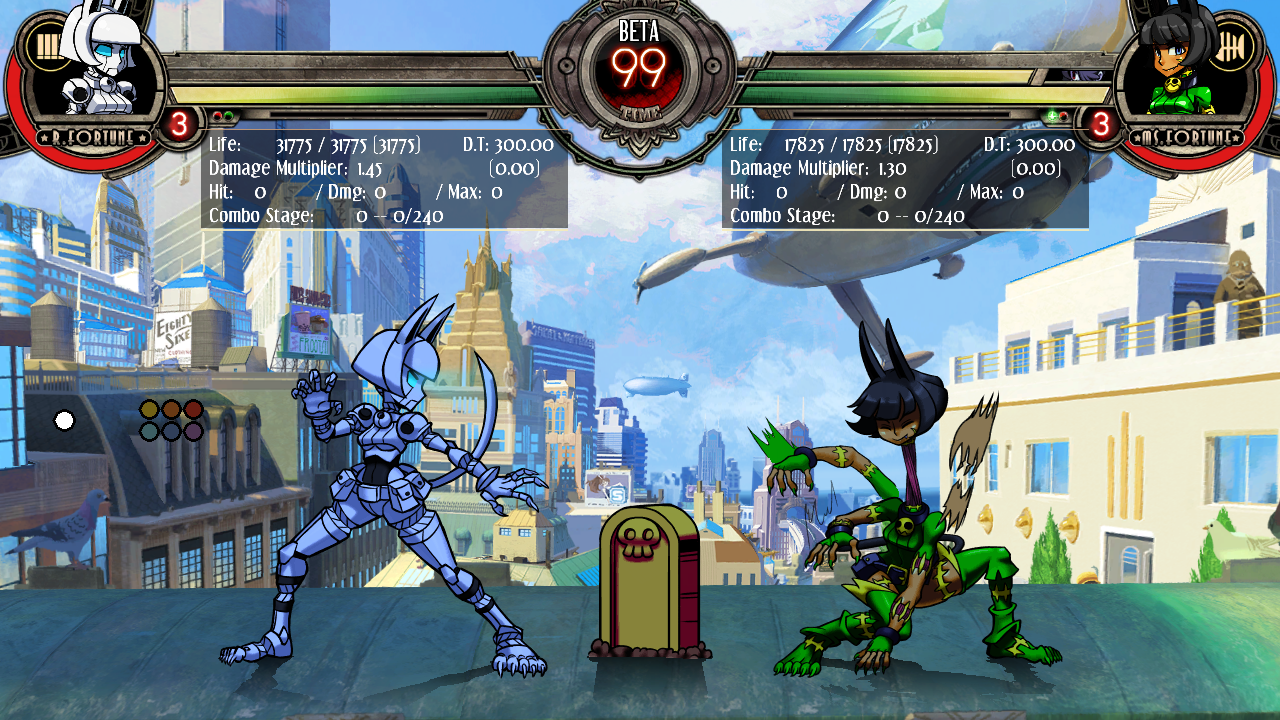 BETA
99
TIME
R. FORTUNE
3
3
MS. FORTUNE
Life: 31775 / 31775 [31775] D.T: 300.00
Damage Multiplier: 1.45 [0.00]
Hit: 0 / Dmg: 0 / Max: 0
Combo Stage: 0 -- 0/240
Life: 17825 / 17825 [17825] D.T: 300.00
Damage Multiplier: 1.30 [0.00]
Hit: 0 / Dmg: 0 / Max: 0
Combo Stage: 0 -- 0/240
EIGHTY
SIXE
S